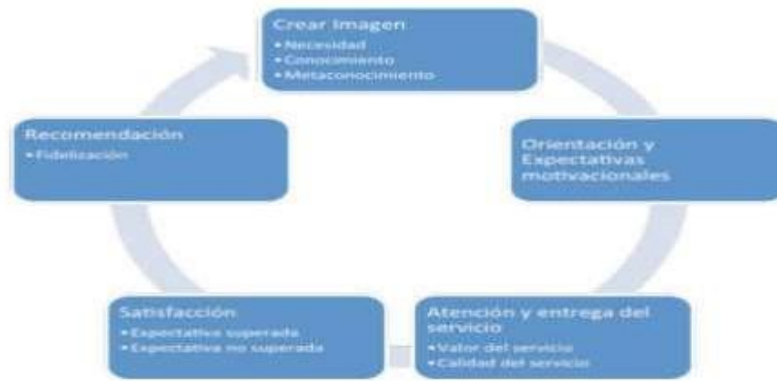 Crear Imagen
• Necesidad
• Conocimiento
• Metaconocimiento
Orientación y
Expectativas
motivacionales
Atención y entrega del
servicio
• Valor del servicio
• Calidad del servicio
Satisfacción
• Expectativa superada
• Expectativa no superada
Recomendación
• Fidelización